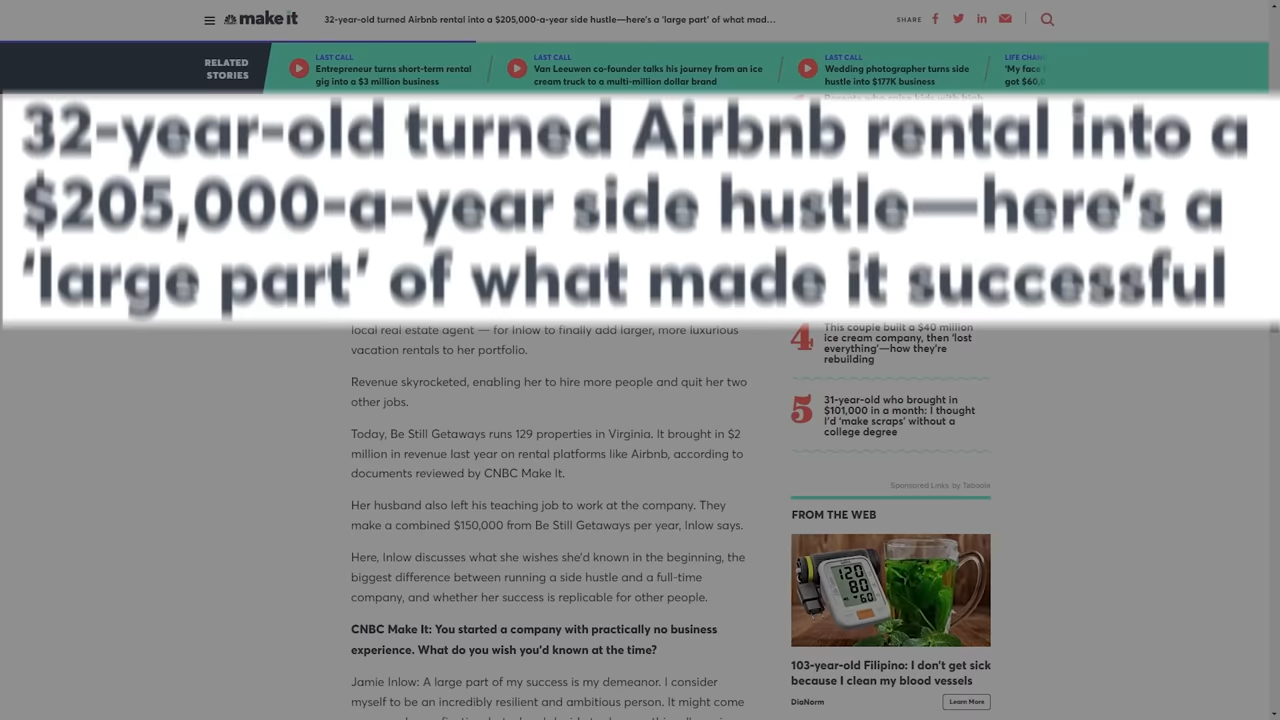 make it
32-year-old turned Airbnb rental into a $205,000-a-year side hustle—here's a 'large part' of what mad...
SHARE
RELATED
STORIES
LAST CALL
Entrepreneur turns short-term rental
gig into a $3 million business
LAST CALL
Van Leeuwen co-founder talks his journey from an ice
cream truck to a multi-million dollar brand
LAST CALL
Wedding photographer turns side
hustle into $177K business
'My face
got $60,0
32-year-old turned Airbnb rental into a
$205,000-a-year side hustle—here's a
'large part' of what made it successful
local real estate agent — for Inlow to finally add larger, more luxurious
vacation rentals to her portfolio.
Revenue skyrocketed, enabling her to hire more people and quit her two
other jobs.
Today, Be Still Getaways runs 129 properties in Virginia. It brought in $2
million in revenue last year on rental platforms like Airbnb, according to
documents reviewed by CNBC Make It.
Her husband also left his teaching job to work at the company. They
make a combined $150,000 from Be Still Getaways per year, Inlow says.
Here, Inlow discusses what she wishes she'd known in the beginning, the
biggest difference between running a side hustle and a full-time
company, and whether her success is replicable for other people.
CNBC Make It: You started a company with practically no business
experience. What do you wish you'd known at the time?
Jamie Inlow: A large part of my success is my demeanor. I consider
myself to be an incredibly resilient and ambitious person. It might come
4
This couple built a $40 million
ice cream company, then 'lost
everything'—how they're
rebuilding
5
31-year-old who brought in
$101,000 in a month: I thought
I'd 'make scraps' without a
college degree
Sponsored Links by Taboola
FROM THE WEB
120
80
60
103-year-old Filipino: I don't get sick
because I clean my blood vessels
DiaNorm
Learn More